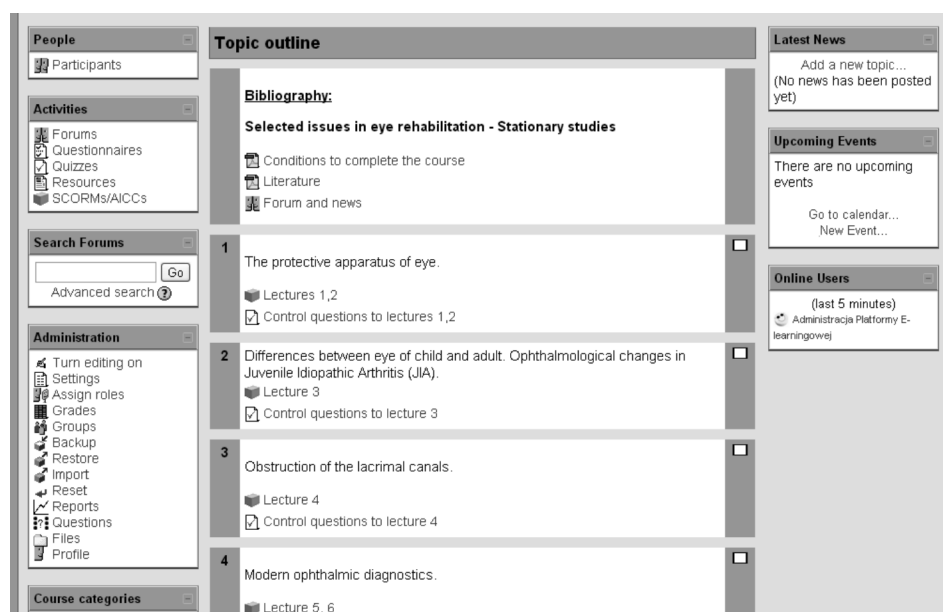 People
Participants
Activities
Forums
Questionnaires
Quizzes
Resources
SCORMs/AICCs
Search Forums
Go
Advanced search
Administration
Turn editing on
Settings
Assign roles
Grades
Groups
Backup
Restore
Import
Reset
Reports
Questions
Files
Profile
Course categories
Topic outline
Bibliography:
Selected issues in eye rehabilitation - Stationary studies
Conditions to complete the course
Literature
Forum and news
1
The protective apparatus of eye.
Lectures 1,2
Control questions to lectures 1,2
2 Differences between eye of child and adult. Ophthalmological changes in
Juvenile Idiopathic Arthritis (JIA).
Lecture 3
Control questions to lecture 3
3
Obstruction of the lacrimal canals.
Lecture 4
Control questions to lecture 4
4
Modern ophthalmic diagnostics.
Lecture 5, 6
Latest News
Add a new topic...
(No news has been posted
yet)
Upcoming Events
There are no upcoming
events
Go to calendar...
New Event...
Online Users
(last 5 minutes)
Administracja Platformy E-
learningowej